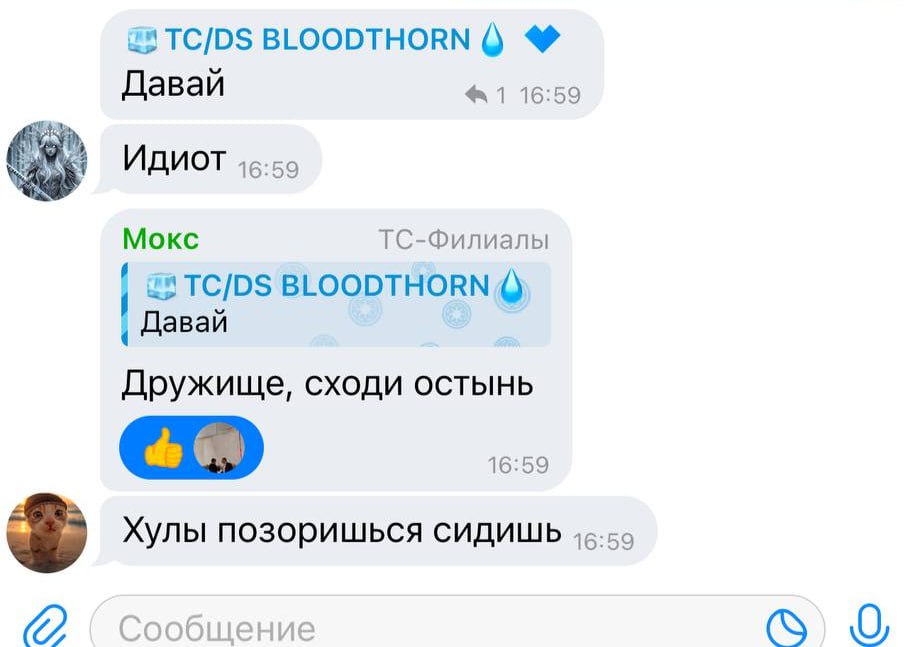 🧊 TC/DS BLOODTHORN💧 💙
Давай
1 16:59
Идиот 16:59
Мокс ТС-Филиалы
🧊 TC/DS BLOODTHORN💧
Давай
Дружище, сходи остынь
👍
16:59
Хулы позоришься сидишь 16:59
Сообщение